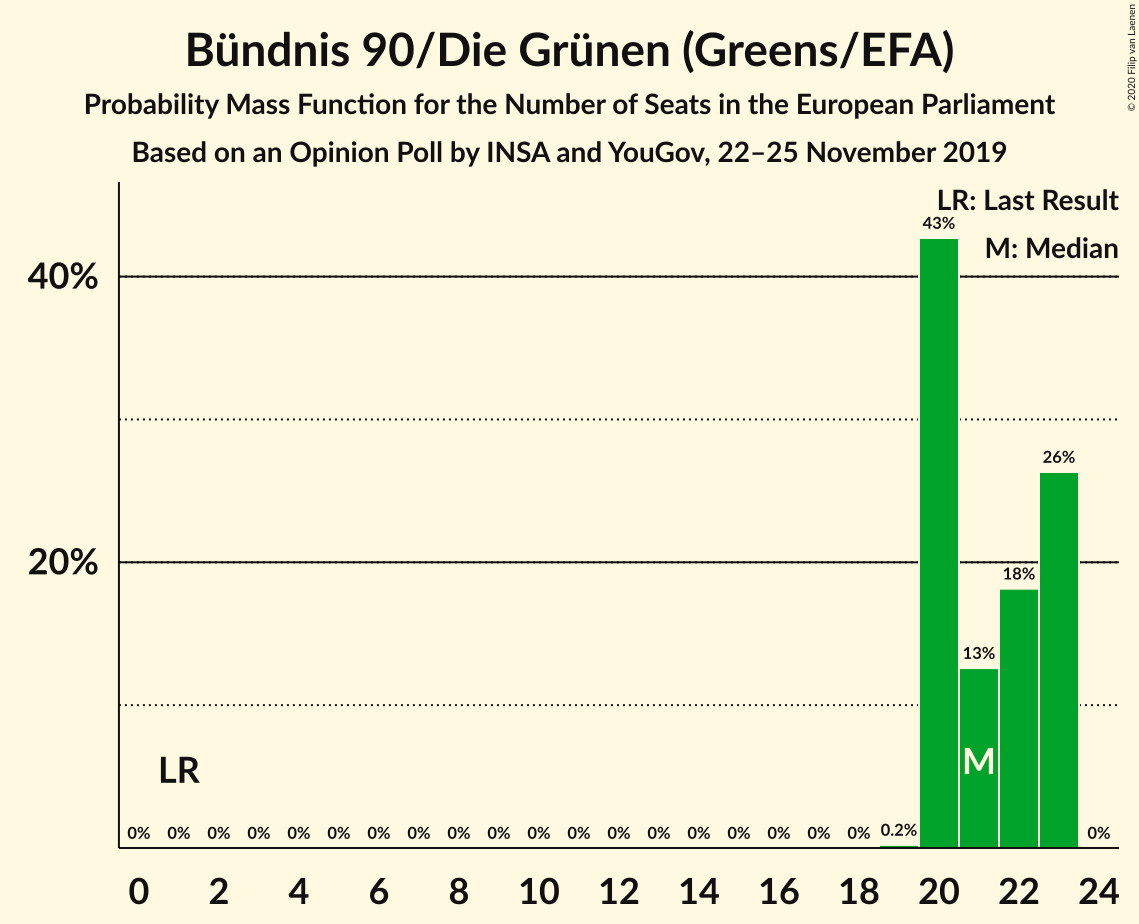 Bündnis 90/Die Grünen (Greens/EFA)
Probability Mass Function for the Number of Seats in the European Parliament
Based on an Opinion Poll by INSA and YouGov, 22–25 November 2019
© 2020 Filip van Laenen
LR: Last Result
M: Median
43%
40%
26%
20%
18%
13%
M
LR
0% 0% 0% 0% 0% 0% 0% 0% 0% 0% 0% 0% 0% 0% 0% 0% 0% 0% 0% 0.2% 0%
0 2 4 6 8 10 12 14 16 18 20 22 24